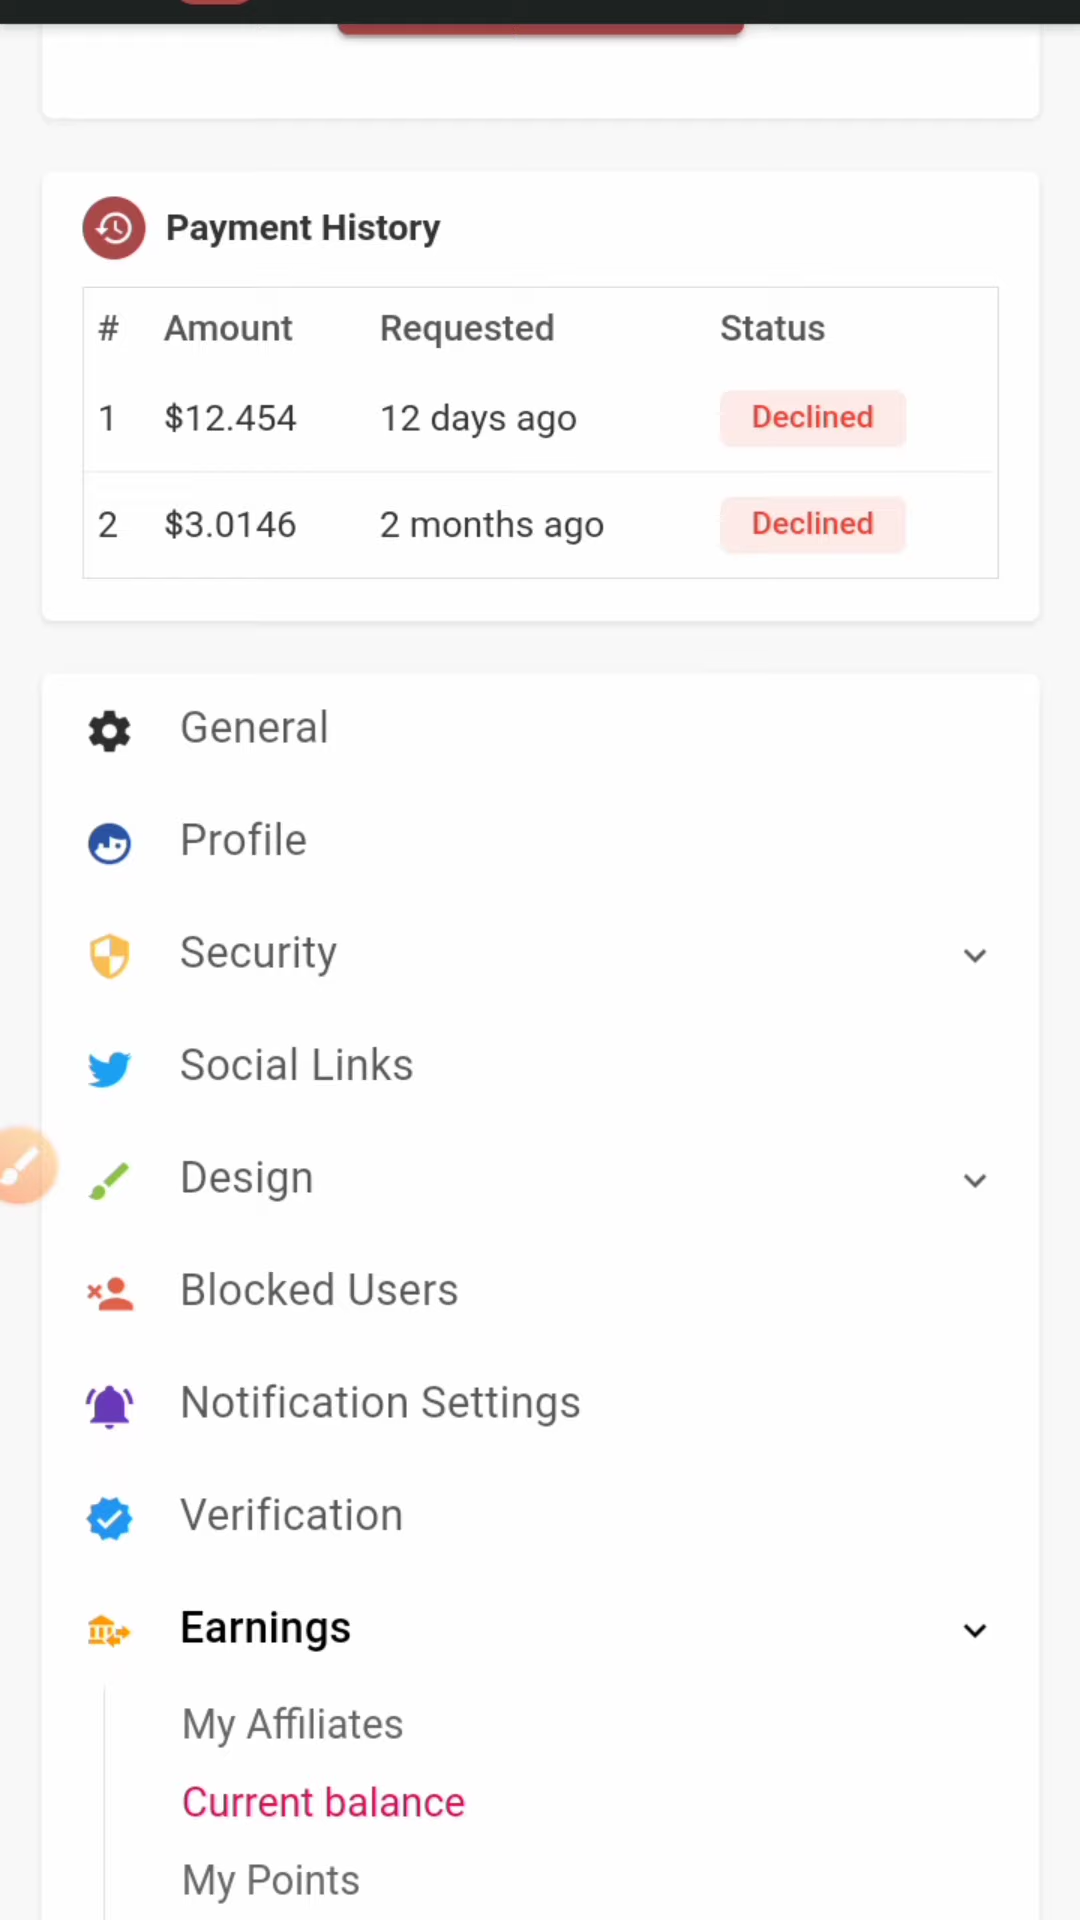 Payment History
# Amount Requested Status
1 $12.454 12 days ago Declined
2 $3.0146 2 months ago Declined
General
Profile
Security
Social Links
Design
Blocked Users
Notification Settings
Verification
Earnings
My Affiliates
Current balance
My Points